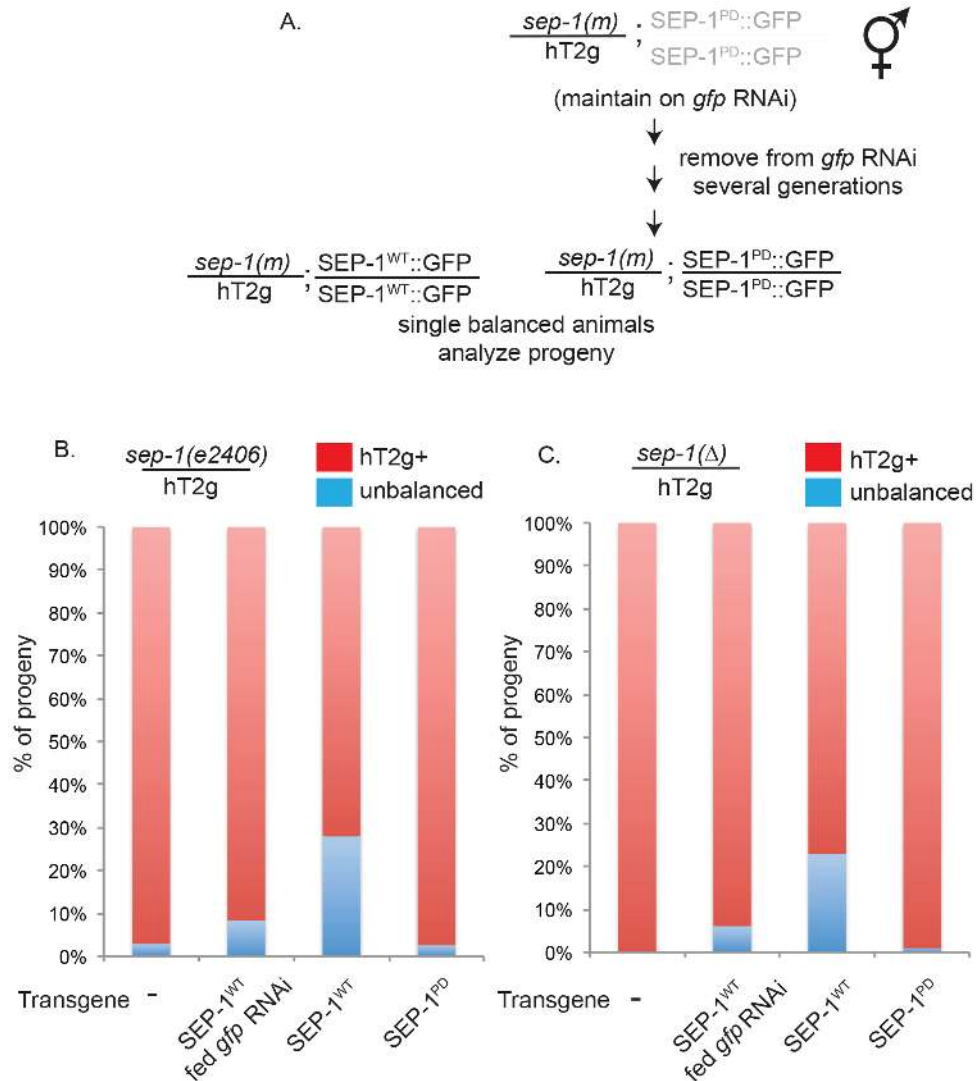 A.
sep-1(m)
hT2g
;
SEP-1ᴾᴰ::GFP
SEP-1ᴾᴰ::GFP
(maintain on gfp RNAi)
remove from gfp RNAi
several generations
sep-1(m)
hT2g
;
SEP-1ᵂᵀ::GFP
SEP-1ᵂᵀ::GFP
sep-1(m)
hT2g
;
SEP-1ᴾᴰ::GFP
SEP-1ᴾᴰ::GFP
single balanced animals
analyze progeny
B.
sep-1(e2406)
hT2g
hT2g+
unbalanced
% of progeny
100%
90%
80%
70%
60%
50%
40%
30%
20%
10%
0%
Transgene
-
SEP-1ᵂᵀ
fed gfp RNAi
SEP-1ᵂᵀ
SEP-1ᴾᴰ
C.
sep-1(Δ)
hT2g
hT2g+
unbalanced
% of progeny
100%
90%
80%
70%
60%
50%
40%
30%
20%
10%
0%
Transgene
-
SEP-1ᵂᵀ
fed gfp RNAi
SEP-1ᵂᵀ
SEP-1ᴾᴰ